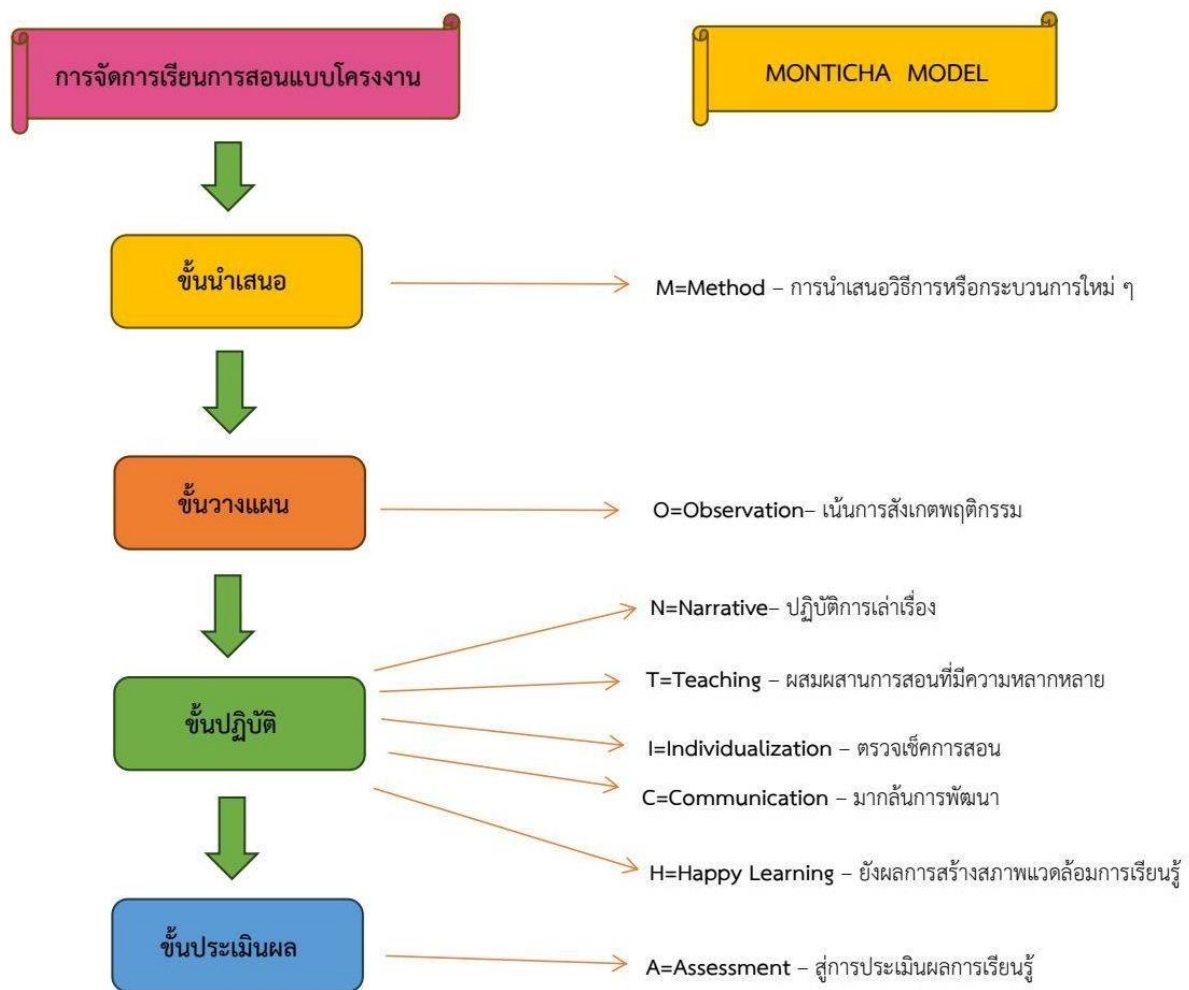 การจัดการเรียนการสอนแบบโครงงาน
MONTICHA MODEL
ขั้นนำเสนอ
M=Method – การนำเสนอวิธีการหรือกระบวนการใหม่ ๆ
ขั้นวางแผน
O=Observation– เน้นการสังเกตพฤติกรรม
N=Narrative– ปฏิบัติการเล่าเรื่อง
T=Teaching – ผสมผสานการสอนที่มีความหลากหลาย
ขั้นปฏิบัติ
I=Individualization – ตรวจเช็คการสอน
C=Communication – มากล้นการพัฒนา
H=Happy Learning – ยังผลการสร้างสภาพแวดล้อมการเรียนรู้
ขั้นประเมินผล
A=Assessment – สู่การประเมินผลการเรียนรู้